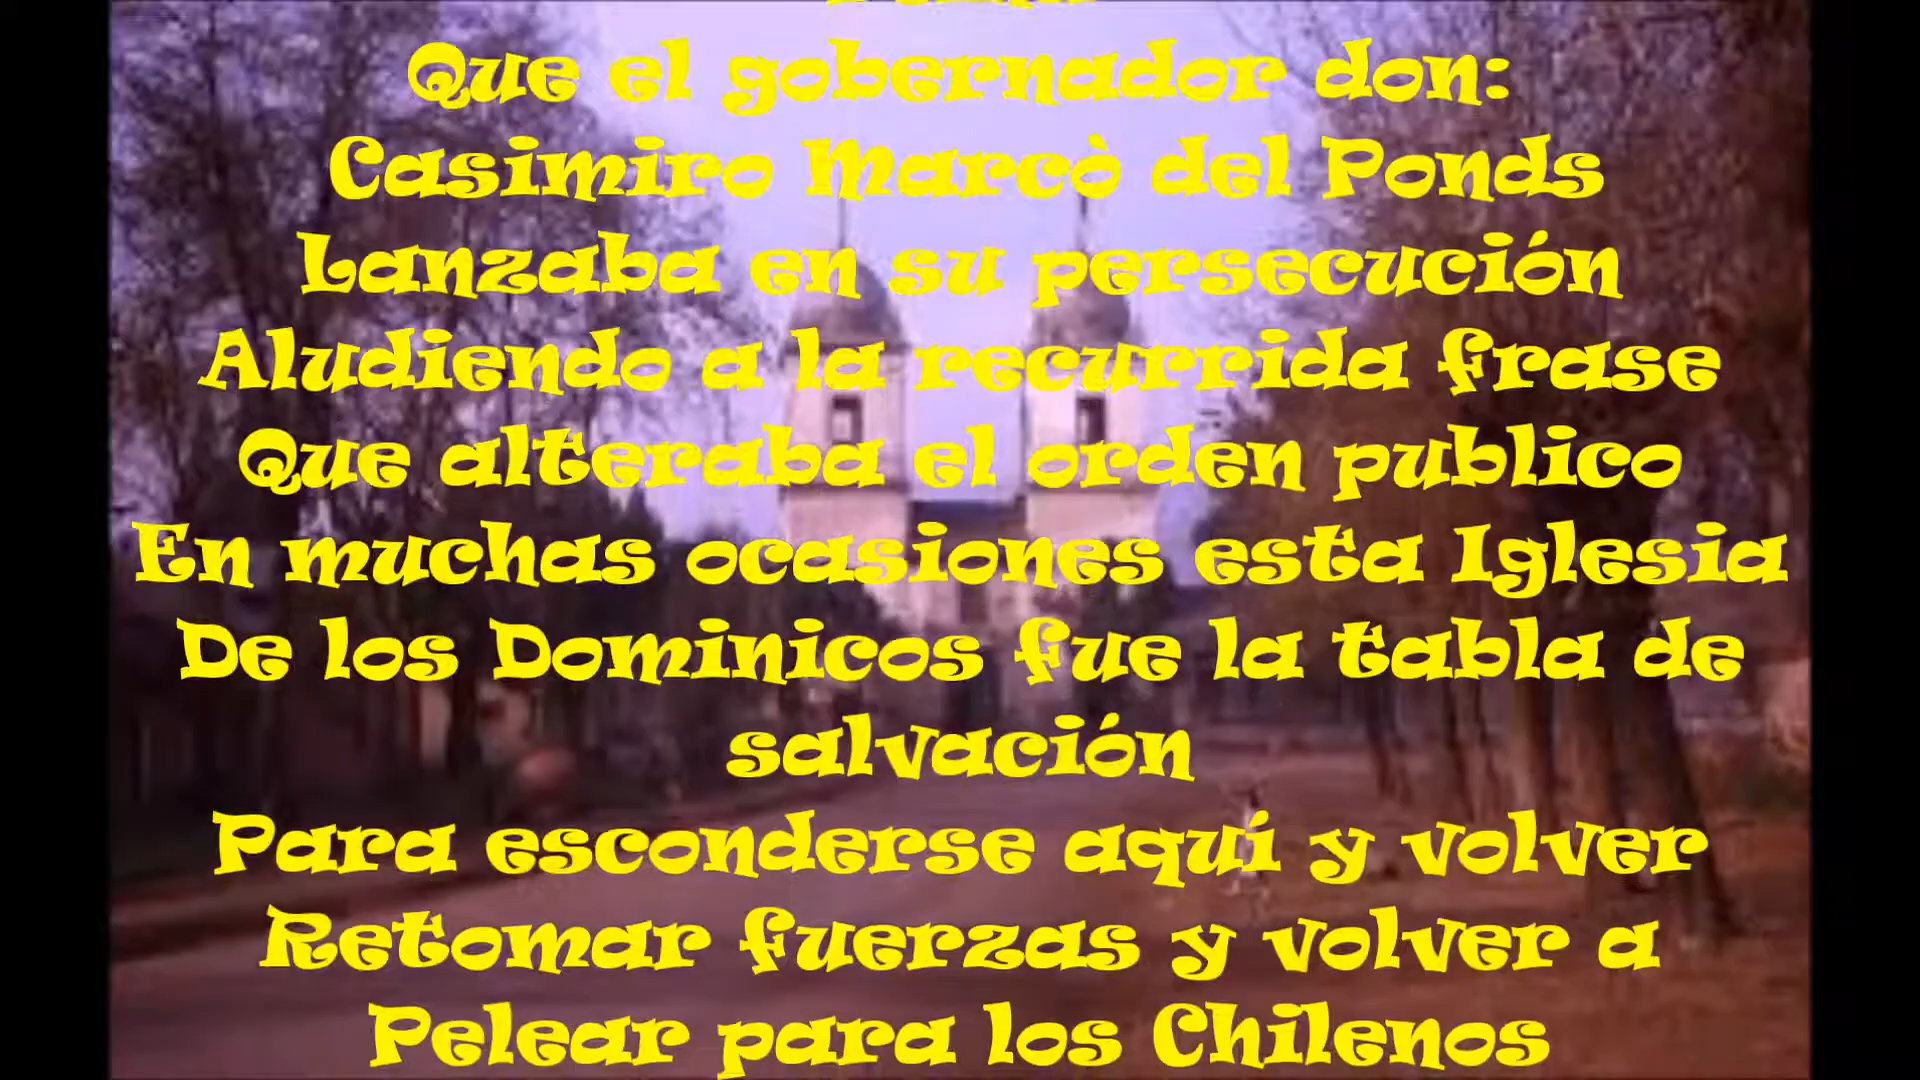 Que el gobernador don:
Casimiro Marcò del Ponds
Lanzaba en su persecución
Aludiendo a la recurrida frase
Que alteraba el orden publico
En muchas ocasiones esta Iglesia
De los Dominicos fue la tabla de
salvación
Para esconderse aquí y volver
Retomar fuerzas y volver a
Pelear para los Chilenos